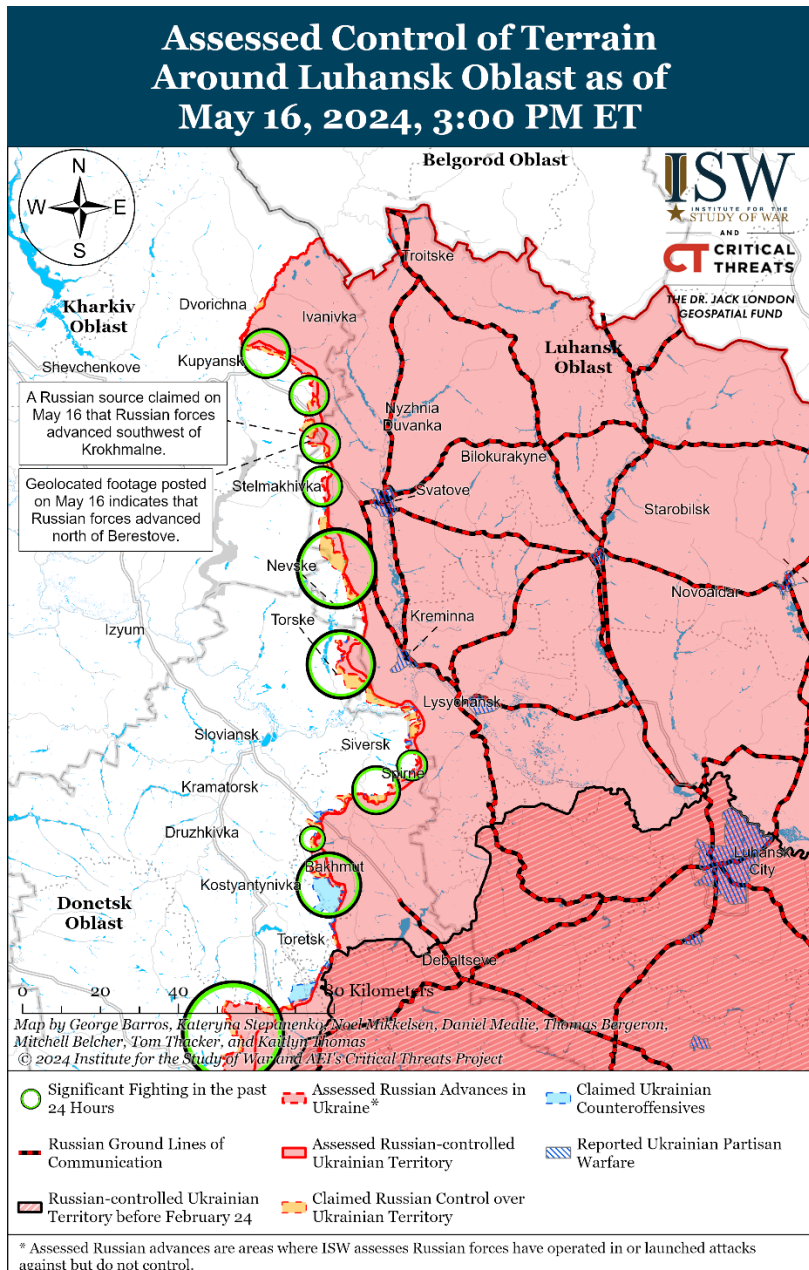 Assessed Control of Terrain
Around Luhansk Oblast as of
May 16, 2024, 3:00 PM ET
N
W E
S
Belgorod Oblast
ISW
INSTITUTE FOR THE
STUDY OF WAR
AND
CT CRITICAL
THREATS
THE DR. JACK LONDON
GEOSPATIAL FUND
Troitske
Kharkiv
Oblast
Dvorichna
Ivanivka
Shevchenkove
Kupyansk
Luhansk
Oblast
A Russian source claimed on
May 16 that Russian forces
advanced southwest of
Krokhmalne.
Nyzhnia
Duvanka
Bilokurakyne
Geolocated footage posted
on May 16 indicates that
Russian forces advanced
north of Berestove.
Stelmakhivka
Svatove
Starobilsk
Nevske
Novoaidar
Torske
Kreminna
Izyum
Lysychansk
Sloviansk
Siversk
Kramatorsk
Spirne
Druzhkivka
Bakhmut
Luhansk
City
Kostyantynivka
Donetsk
Oblast
Toretsk
Debaltseve
0 20 40 80 Kilometers
Map by George Barros, Kateryna Stepanenko, Noel Mikkelsen, Daniel Mealie, Thomas Bergeron,
Mitchell Belcher, Tom Thacker, and Kaitlyn Thomas
© 2024 Institute for the Study of War and AEI's Critical Threats Project
Significant Fighting in the past
24 Hours
Assessed Russian Advances in
Ukraine*
Claimed Ukrainian
Counteroffensives
Russian Ground Lines of
Communication
Assessed Russian-controlled
Ukrainian Territory
Reported Ukrainian Partisan
Warfare
Russian-controlled Ukrainian
Territory before February 24
Claimed Russian Control over
Ukrainian Territory
* Assessed Russian advances are areas where ISW assesses Russian forces have operated in or launched attacks
against but do not control.